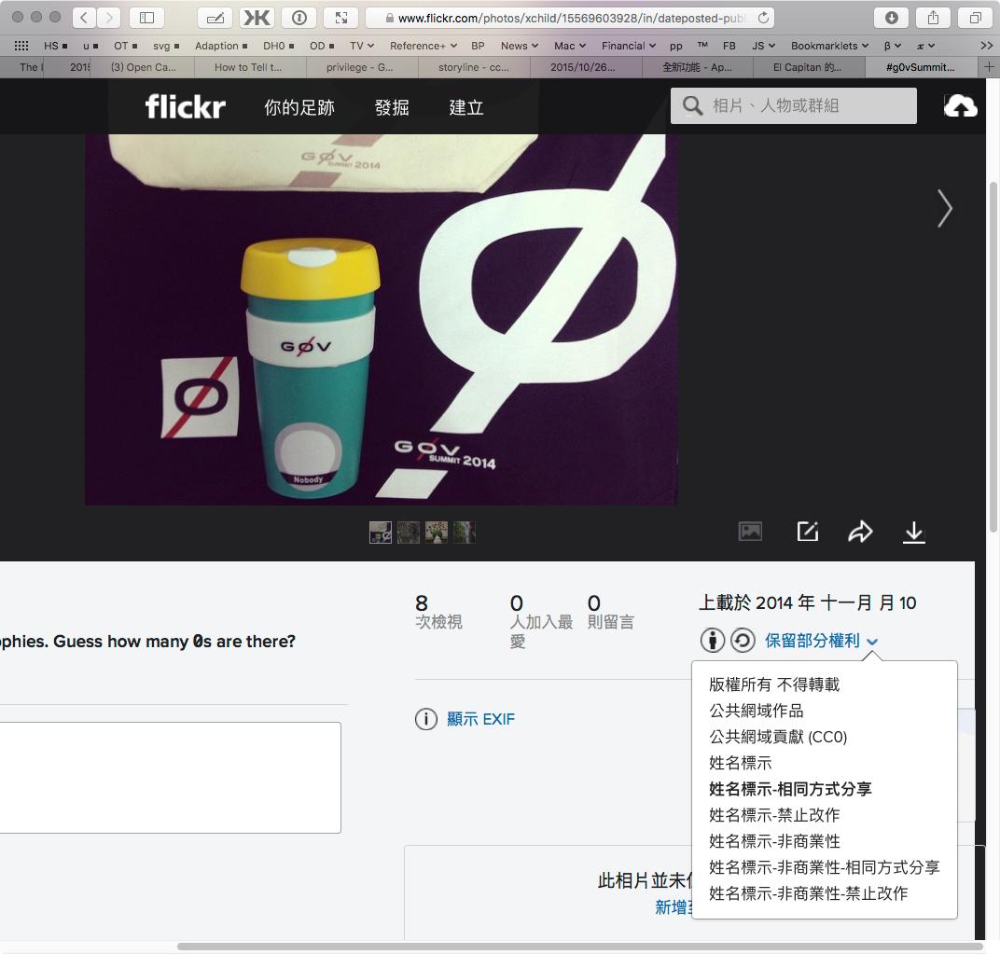 www.flickr.com/photos/xchild/15569603928/in/dateposted-publ
HS ■ u ■ OT ■ svg ■ Adaption ■ DH0 ■ OD ■ TV Reference+ BP News Mac Financial pp ™ FB JS Bookmarklets β 𝓍 >>
The I 2015 (3) Open Ca... How to Tell t... privilege - G... storyline - cc... 2015/10/26... 全新功能 - Ap... El Capitan 的... #g0vSummit... +
flickr 你的足跡 發掘 建立 相片、人物或群組
GØV
SUMMIT 2014
GØV
Nobody
GØV
SUMMIT 2014
8 0 0
次檢視 人加入最愛 則留言
上載於 2014 年 十一月 月 10
ophies. Guess how many 0s are there?
保留部分權利
版權所有 不得轉載
公共網域作品
公共網域貢獻 (CC0)
姓名標示
姓名標示-相同方式分享
姓名標示-禁止改作
姓名標示-非商業性
姓名標示-非商業性-相同方式分享
姓名標示-非商業性-禁止改作
顯示 EXIF
此相片並未
新增